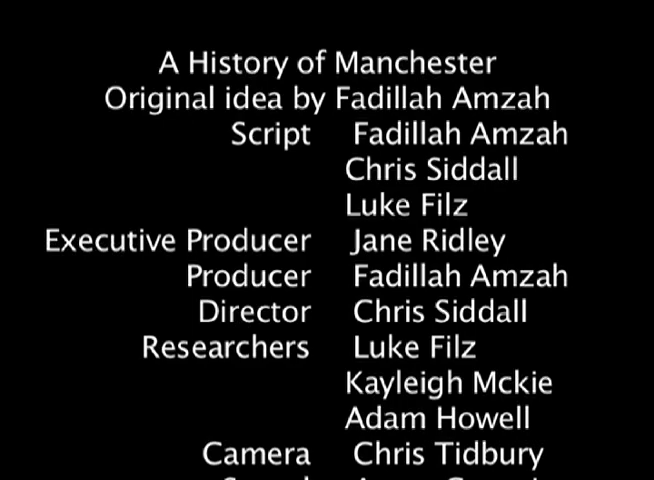 A History of Manchester
Original idea by Fadillah Amzah
Script Fadillah Amzah
Chris Siddall
Luke Filz
Executive Producer Jane Ridley
Producer Fadillah Amzah
Director Chris Siddall
Researchers Luke Filz
Kayleigh Mckie
Adam Howell
Camera Chris Tidbury